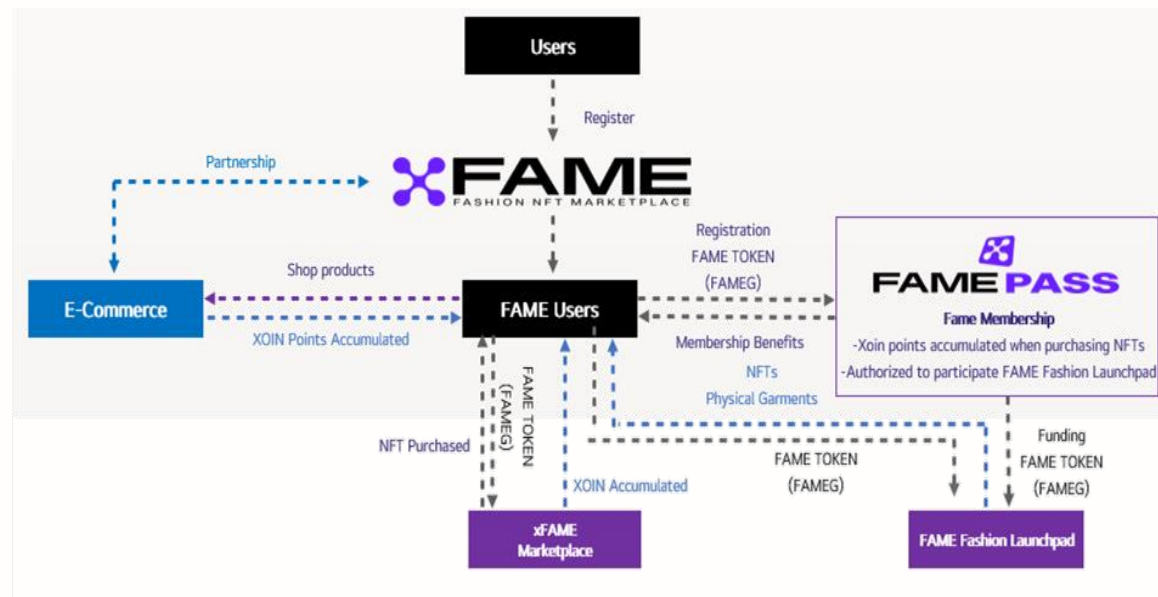 Users
Register
Partnership
FAME
FASHION NFT MARKETPLACE
Registration
FAME TOKEN
(FAMEG)
Shop products
E-Commerce
FAME Users
XOIN Points Accumulated
Membership Benefits
NFTs
Physical Garments
FAMEPASS
Fame Membership
-Xoin points accumulated when purchasing NFTs
-Authorized to participate FAME Fashion Launchpad
NFT Purchased
FAME TOKEN
(FAMEG)
XOIN Accumulated
FAME TOKEN
(FAMEG)
Funding
FAME TOKEN
(FAMEG)
xFAME
Marketplace
FAME Fashion Launchpad